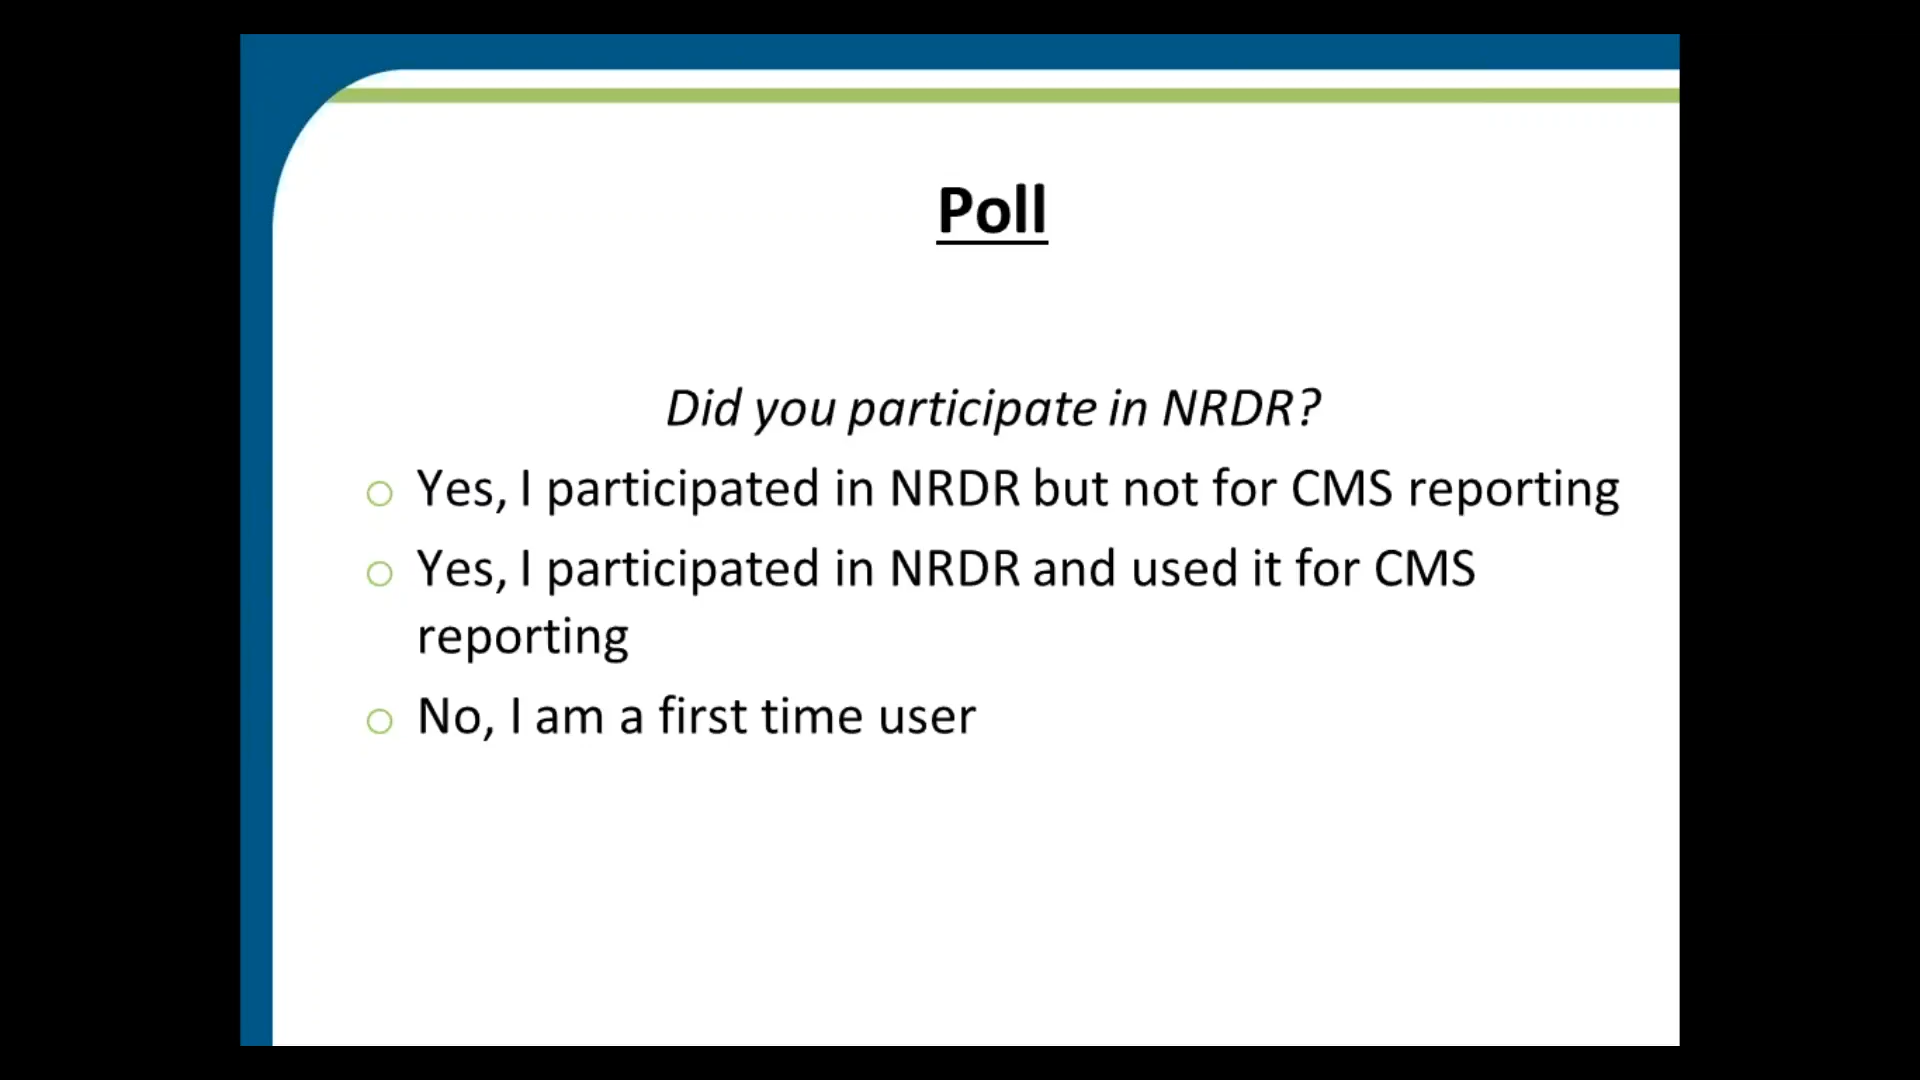 Poll
Did you participate in NRDR?
Yes, I participated in NRDR but not for CMS reporting
Yes, I participated in NRDR and used it for CMS
reporting
No, I am a first time user